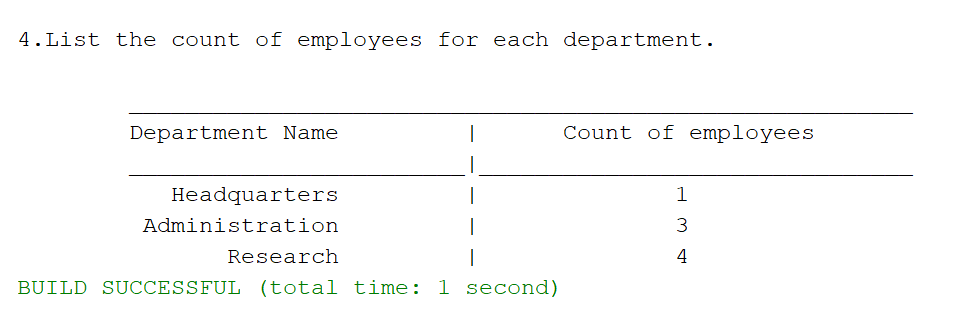 4.List the count of employees for each department.
Department Name | Count of employees
|
Headquarters | 1
Administration | 3
Research | 4
BUILD SUCCESSFUL (total time: 1 second)